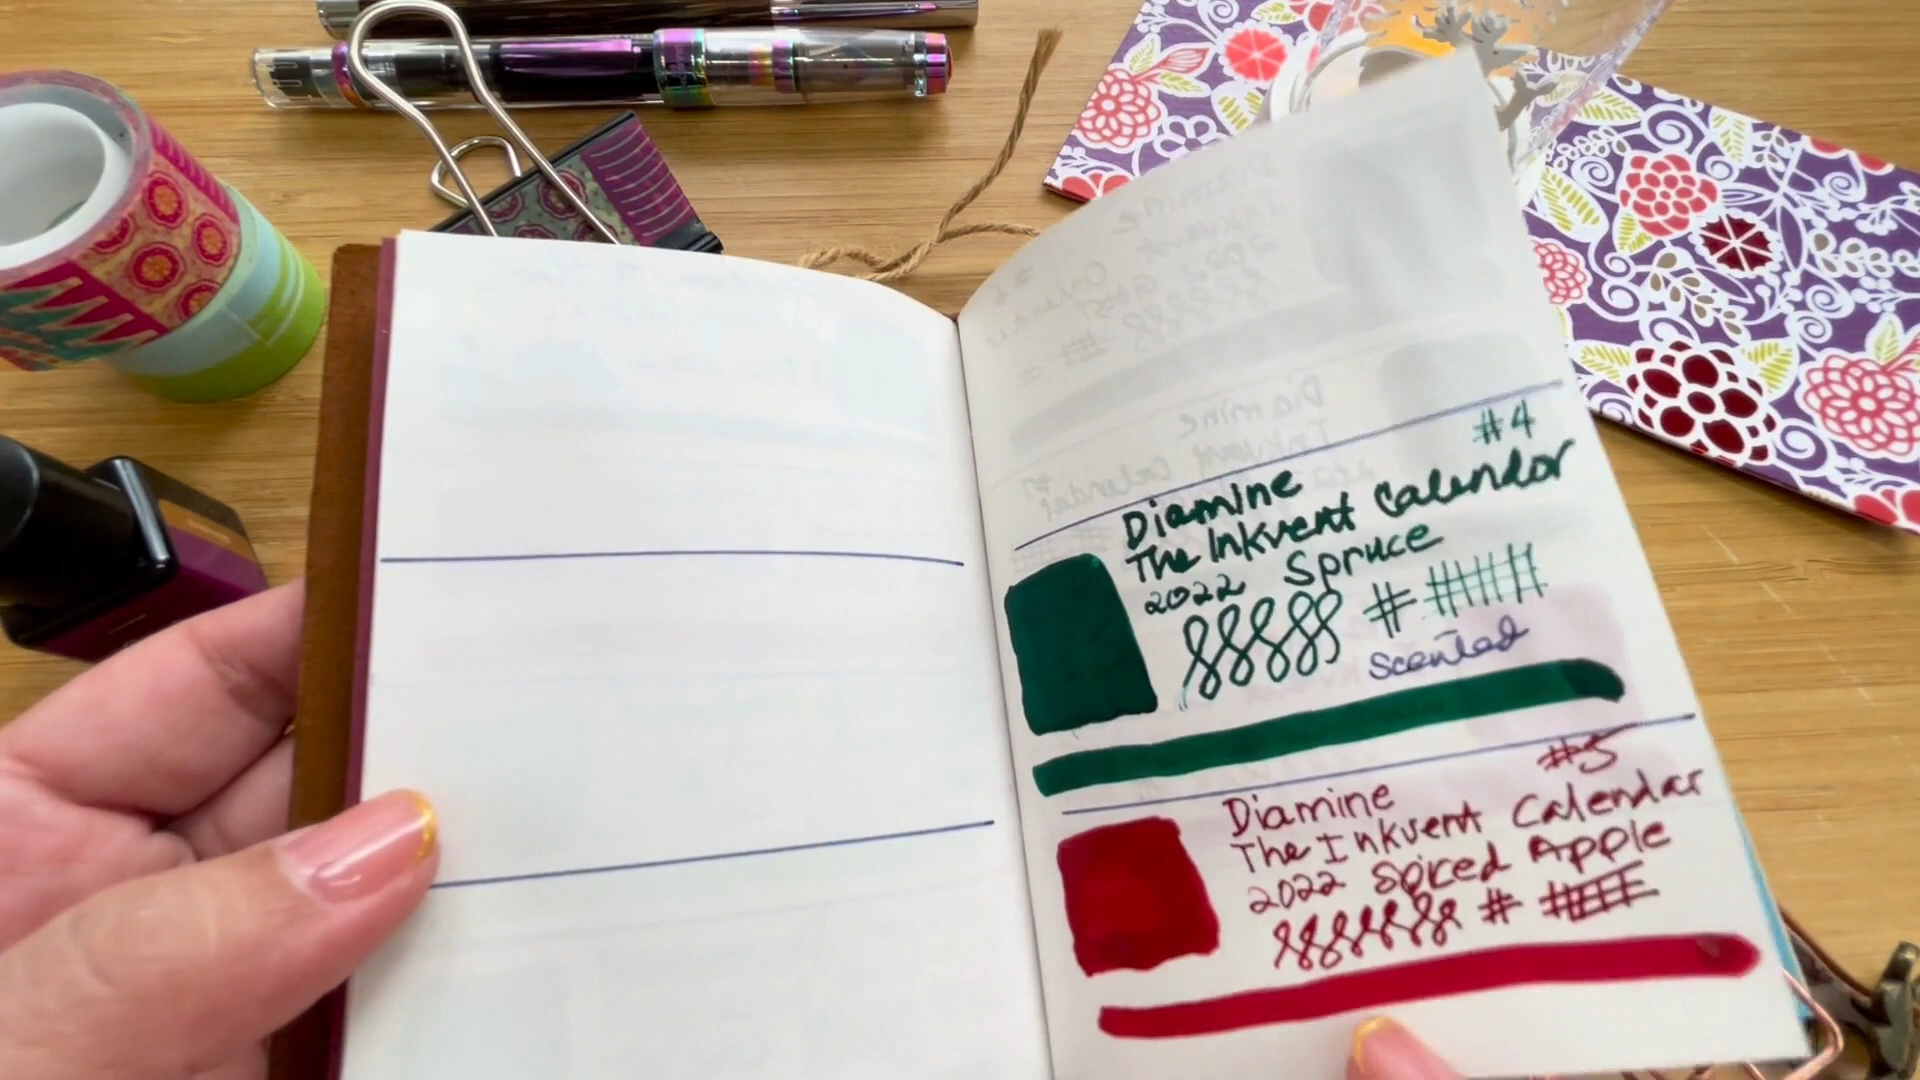 #4
Diamine
The Inkvent Calendar
2022 Spruce
Scented
#5
Diamine
The Inkvent Calendar
2022 Spiced Apple